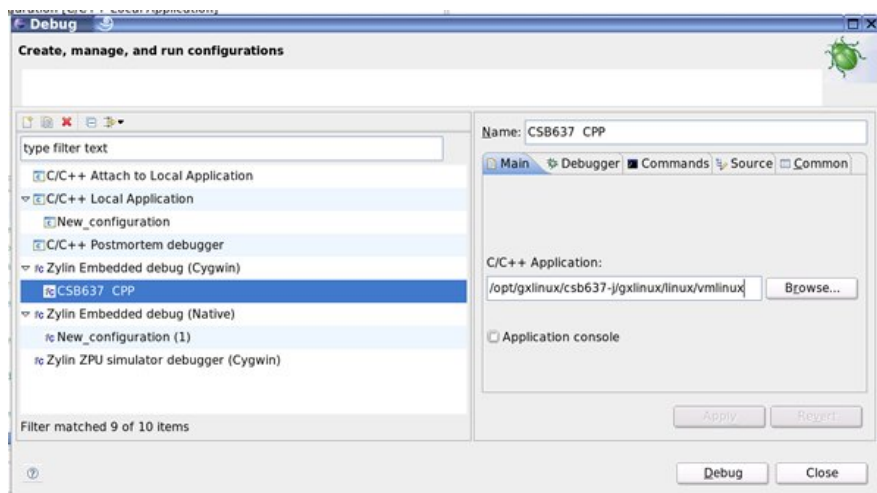 Debug
Create, manage, and run configurations
type filter text
C/C++ Attach to Local Application
C/C++ Local Application
New_configuration
C/C++ Postmortem debugger
Zylin Embedded debug (Cygwin)
CSB637 CPP
Zylin Embedded debug (Native)
New_configuration (1)
Zylin ZPU simulator debugger (Cygwin)
Filter matched 9 of 10 items
Name: CSB637 CPP
Main Debugger Commands Source Common
C/C++ Application:
/opt/gxlinux/csb637-j/gxlinux/linux/vmlinux Browse...
Application console
Apply Revert
Debug Close